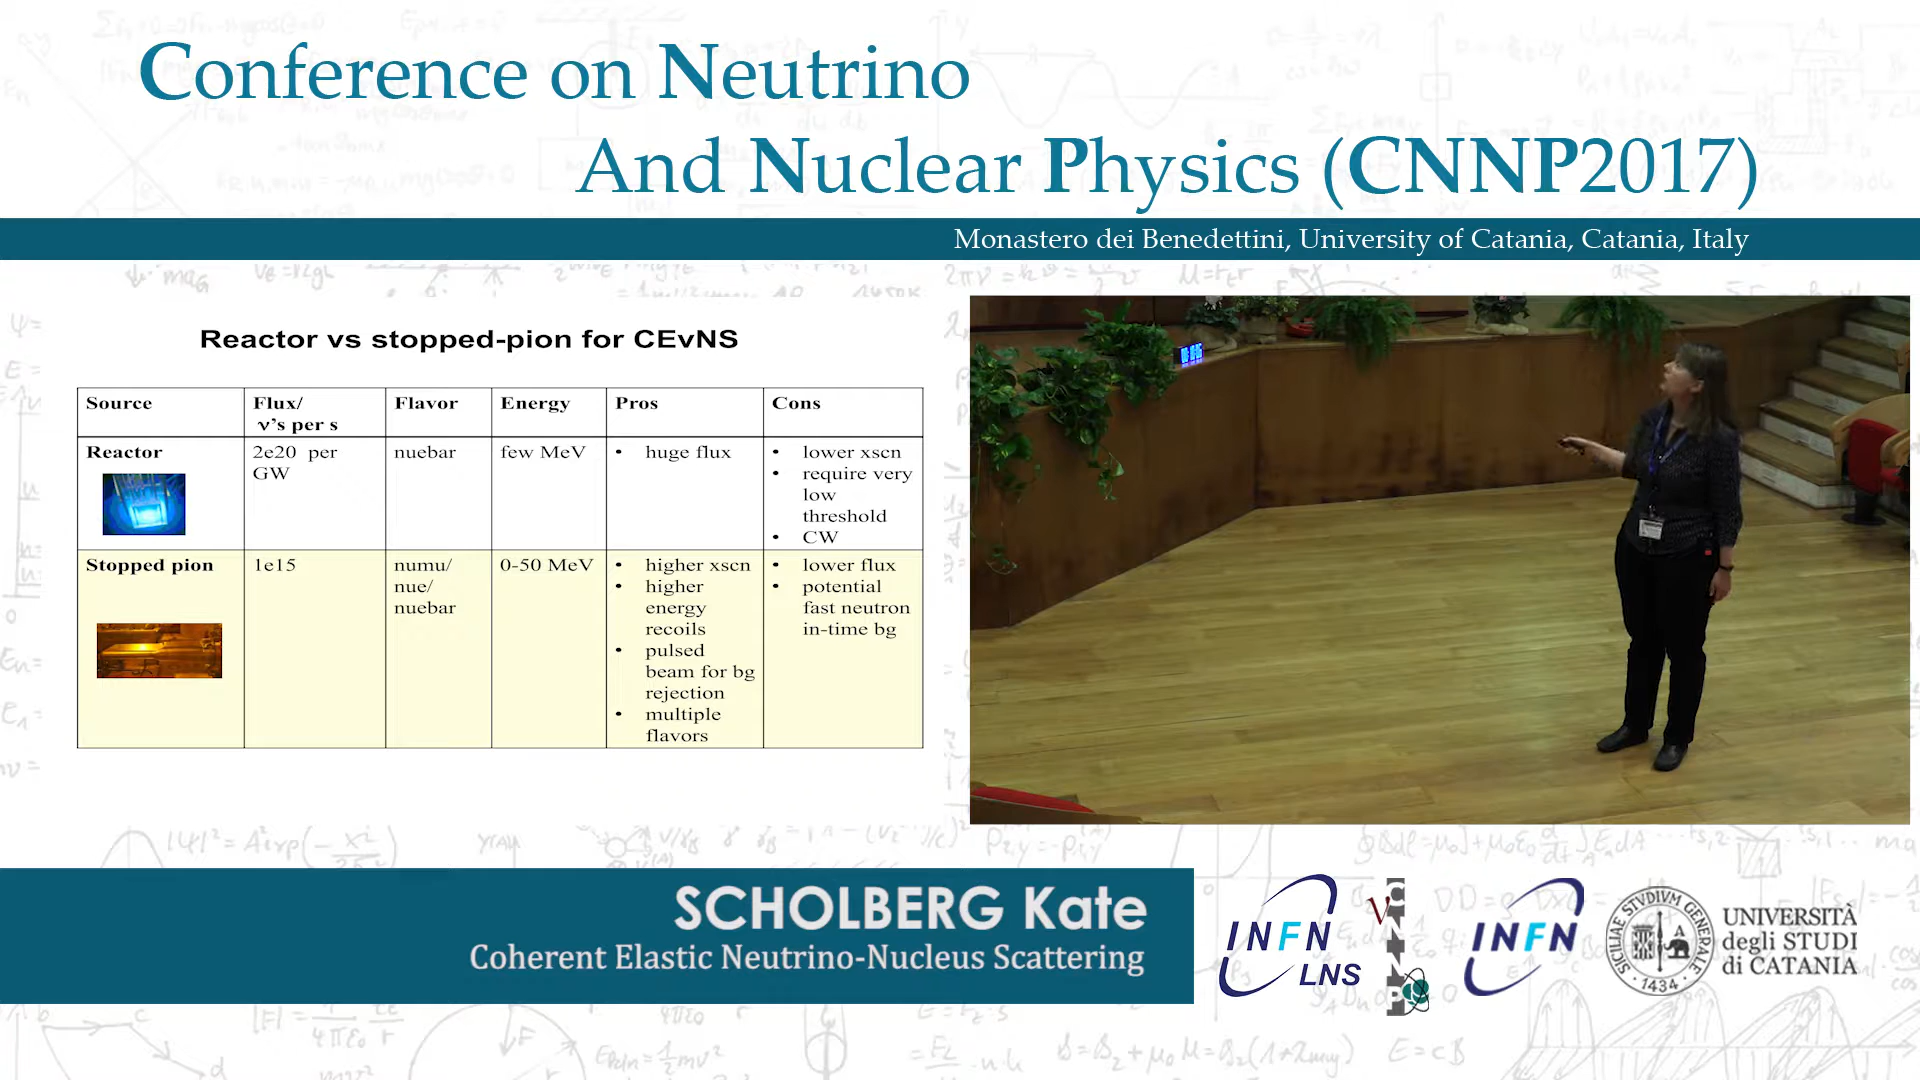 Conference on Neutrino
And Nuclear Physics (CNNP2017)
Monastero dei Benedettini, University of Catania, Catania, Italy
Reactor vs stopped-pion for CEvNS
Source
Flux/
ν's per s
Flavor
Energy
Pros
Cons
Reactor
2e20 per
GW
nuebar
few MeV
• huge flux
• lower xscn
• require very
low
threshold
• CW
Stopped pion
1e15
numu/
nue/
nuebar
0-50 MeV
• higher xscn
• higher
energy
recoils
• pulsed
beam for bg
rejection
• multiple
flavors
• lower flux
• potential
fast neutron
in-time bg
SCHOLBERG Kate
Coherent Elastic Neutrino-Nucleus Scattering
INFN
LNS
ν
CNNP
INFN
SICILIAE STVDIVM GENERALE
1434
UNIVERSITÀ
degli STUDI
di CATANIA